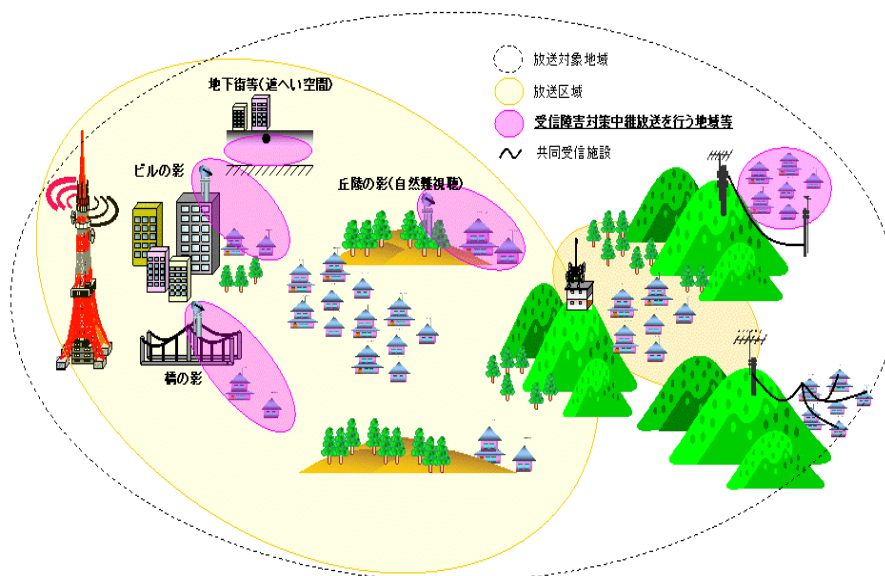 放送対象地域
放送区域
受信障害対策中継放送を行う地域等
共同受信施設
地下街等(遮へい空間)
ビルの影
丘陵の影(自然難視聴)
橋の影